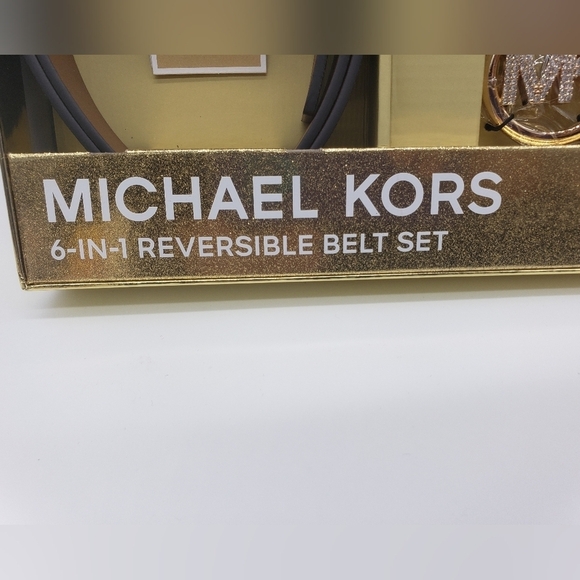 M
MICHAEL KORS
6-IN-1 REVERSIBLE BELT SET